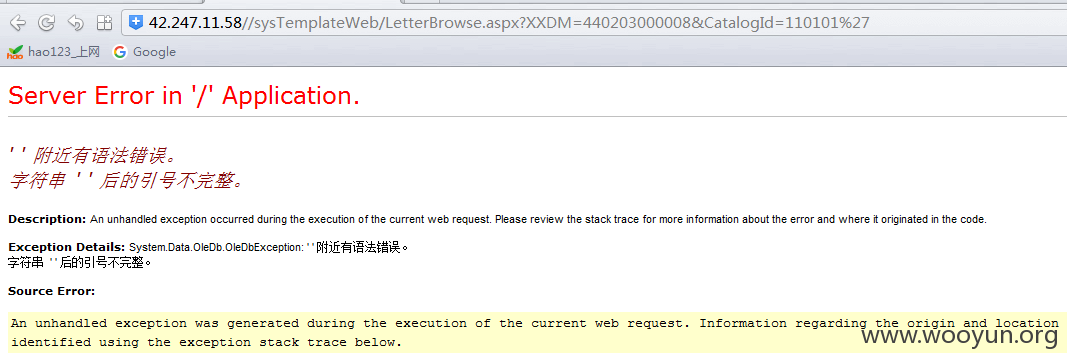 42.247.11.58//sysTemplateWeb/LetterBrowse.aspx?XXDM=440203000008&CatalogId=110101%27
hao123_上网 Google
Server Error in '/' Application.
' ' 附近有语法错误。
字符串 ' ' 后的引号不完整。
Description: An unhandled exception occurred during the execution of the current web request. Please review the stack trace for more information about the error and where it originated in the code.
Exception Details: System.Data.OleDb.OleDbException: ' ' 附近有语法错误。
字符串 ' ' 后的引号不完整。
Source Error:
An unhandled exception was generated during the execution of the current web request. Information regarding the origin and location
identified using the exception stack trace below.
www.wooyun.org